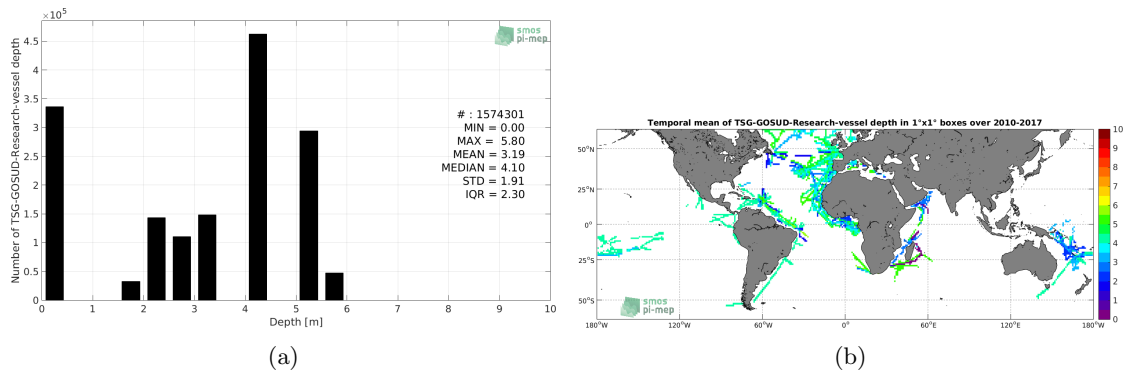 ×10⁵
4.5
4
3.5
3
2.5
2
1.5
1
0.5
0
Number of TSG-GOSUD-Research-vessel depth
smos
pi-mep
# : 1574301
MIN = 0.00
MAX = 5.80
MEAN = 3.19
MEDIAN = 4.10
STD = 1.91
IQR = 2.30
0 1 2 3 4 5 6 7 8 9 10
Depth [m]
(a)
Temporal mean of TSG-GOSUD-Research-vessel depth in 1°x1° boxes over 2010-2017
50°N
25°N
0°
25°S
50°S
smos
pi-mep
180°W 120°W 60°W 0° 60°E 120°E 180°W
10
9
8
7
6
5
4
3
2
1
0
(b)